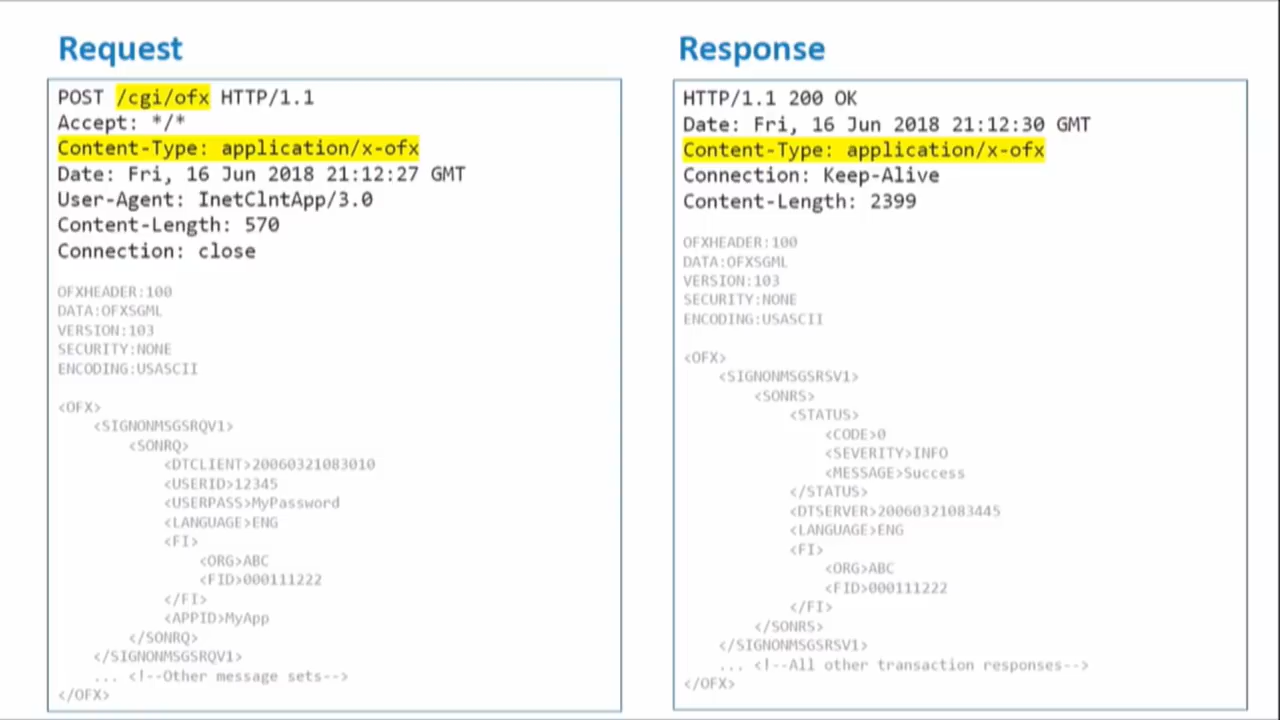 Request
POST /cgi/ofx HTTP/1.1
Accept: */*
Content-Type: application/x-ofx
Date: Fri, 16 Jun 2018 21:12:27 GMT
User-Agent: InetClntApp/3.0
Content-Length: 570
Connection: close
OFXHEADER:100
DATA:OFXSGML
VERSION:103
SECURITY:NONE
ENCODING:USASCII
<OFX>
<SIGNONMSGSRQV1>
<SONRQ>
<DTCLIENT>20060321083010
<USERID>12345
<USERPASS>MyPassword
<LANGUAGE>ENG
<FI>
<ORG>ABC
<FID>000111222
</FI>
<APPID>MyApp
</SONRQ>
</SIGNONMSGSRQV1>
... <!--Other message sets-->
</OFX>
Response
HTTP/1.1 200 OK
Date: Fri, 16 Jun 2018 21:12:30 GMT
Content-Type: application/x-ofx
Connection: Keep-Alive
Content-Length: 2399
OFXHEADER:100
DATA:OFXSGML
VERSION:103
SECURITY:NONE
ENCODING:USASCII
<OFX>
<SIGNONMSGSRSV1>
<SONRS>
<STATUS>
<CODE>0
<SEVERITY>INFO
<MESSAGE>Success
</STATUS>
<DTSERVER>20060321083445
<LANGUAGE>ENG
<FI>
<ORG>ABC
<FID>000111222
</FI>
</SONRS>
</SIGNONMSGSRSV1>
... <!--All other transaction responses-->
</OFX>